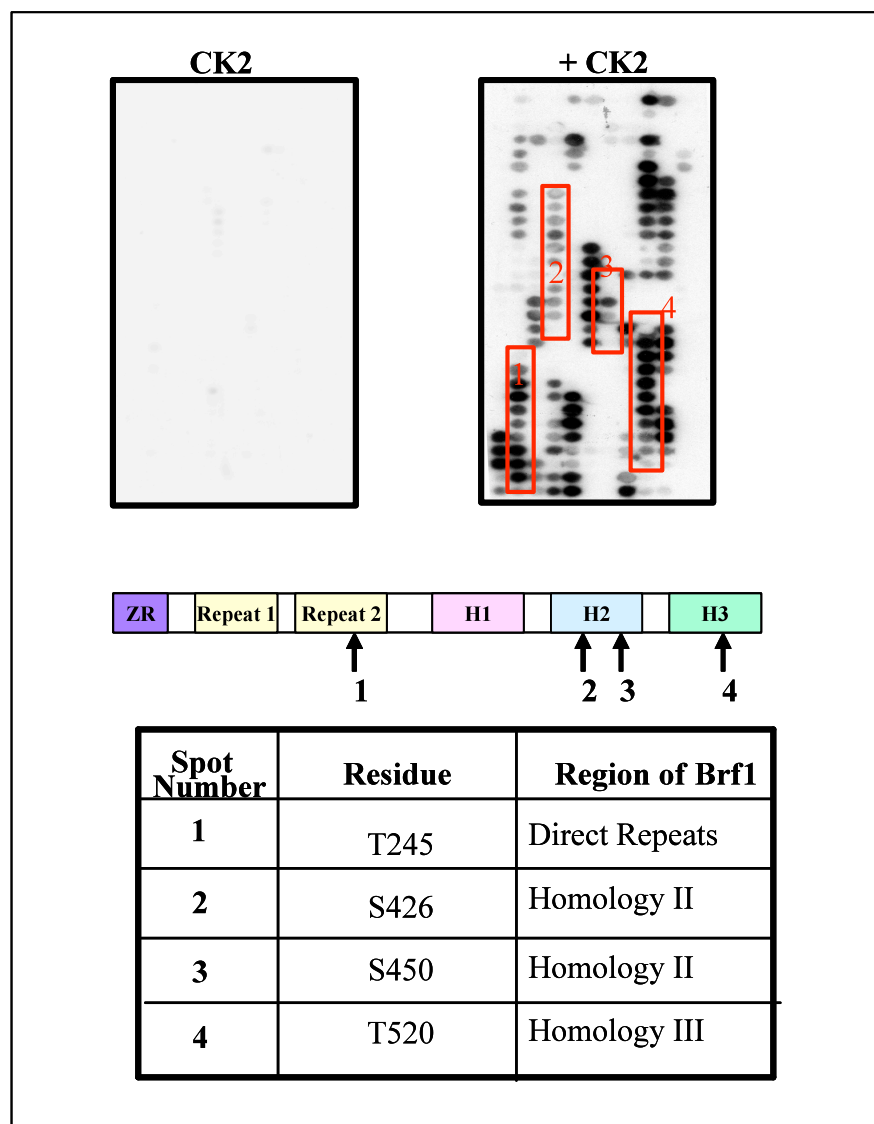 CK2
+ CK2
1
2
3
4
ZR Repeat 1 Repeat 2 H1 H2 H3
1 2 3 4
Spot Number Residue Region of Brf1
1 T245 Direct Repeats
2 S426 Homology II
3 S450 Homology II
4 T520 Homology III